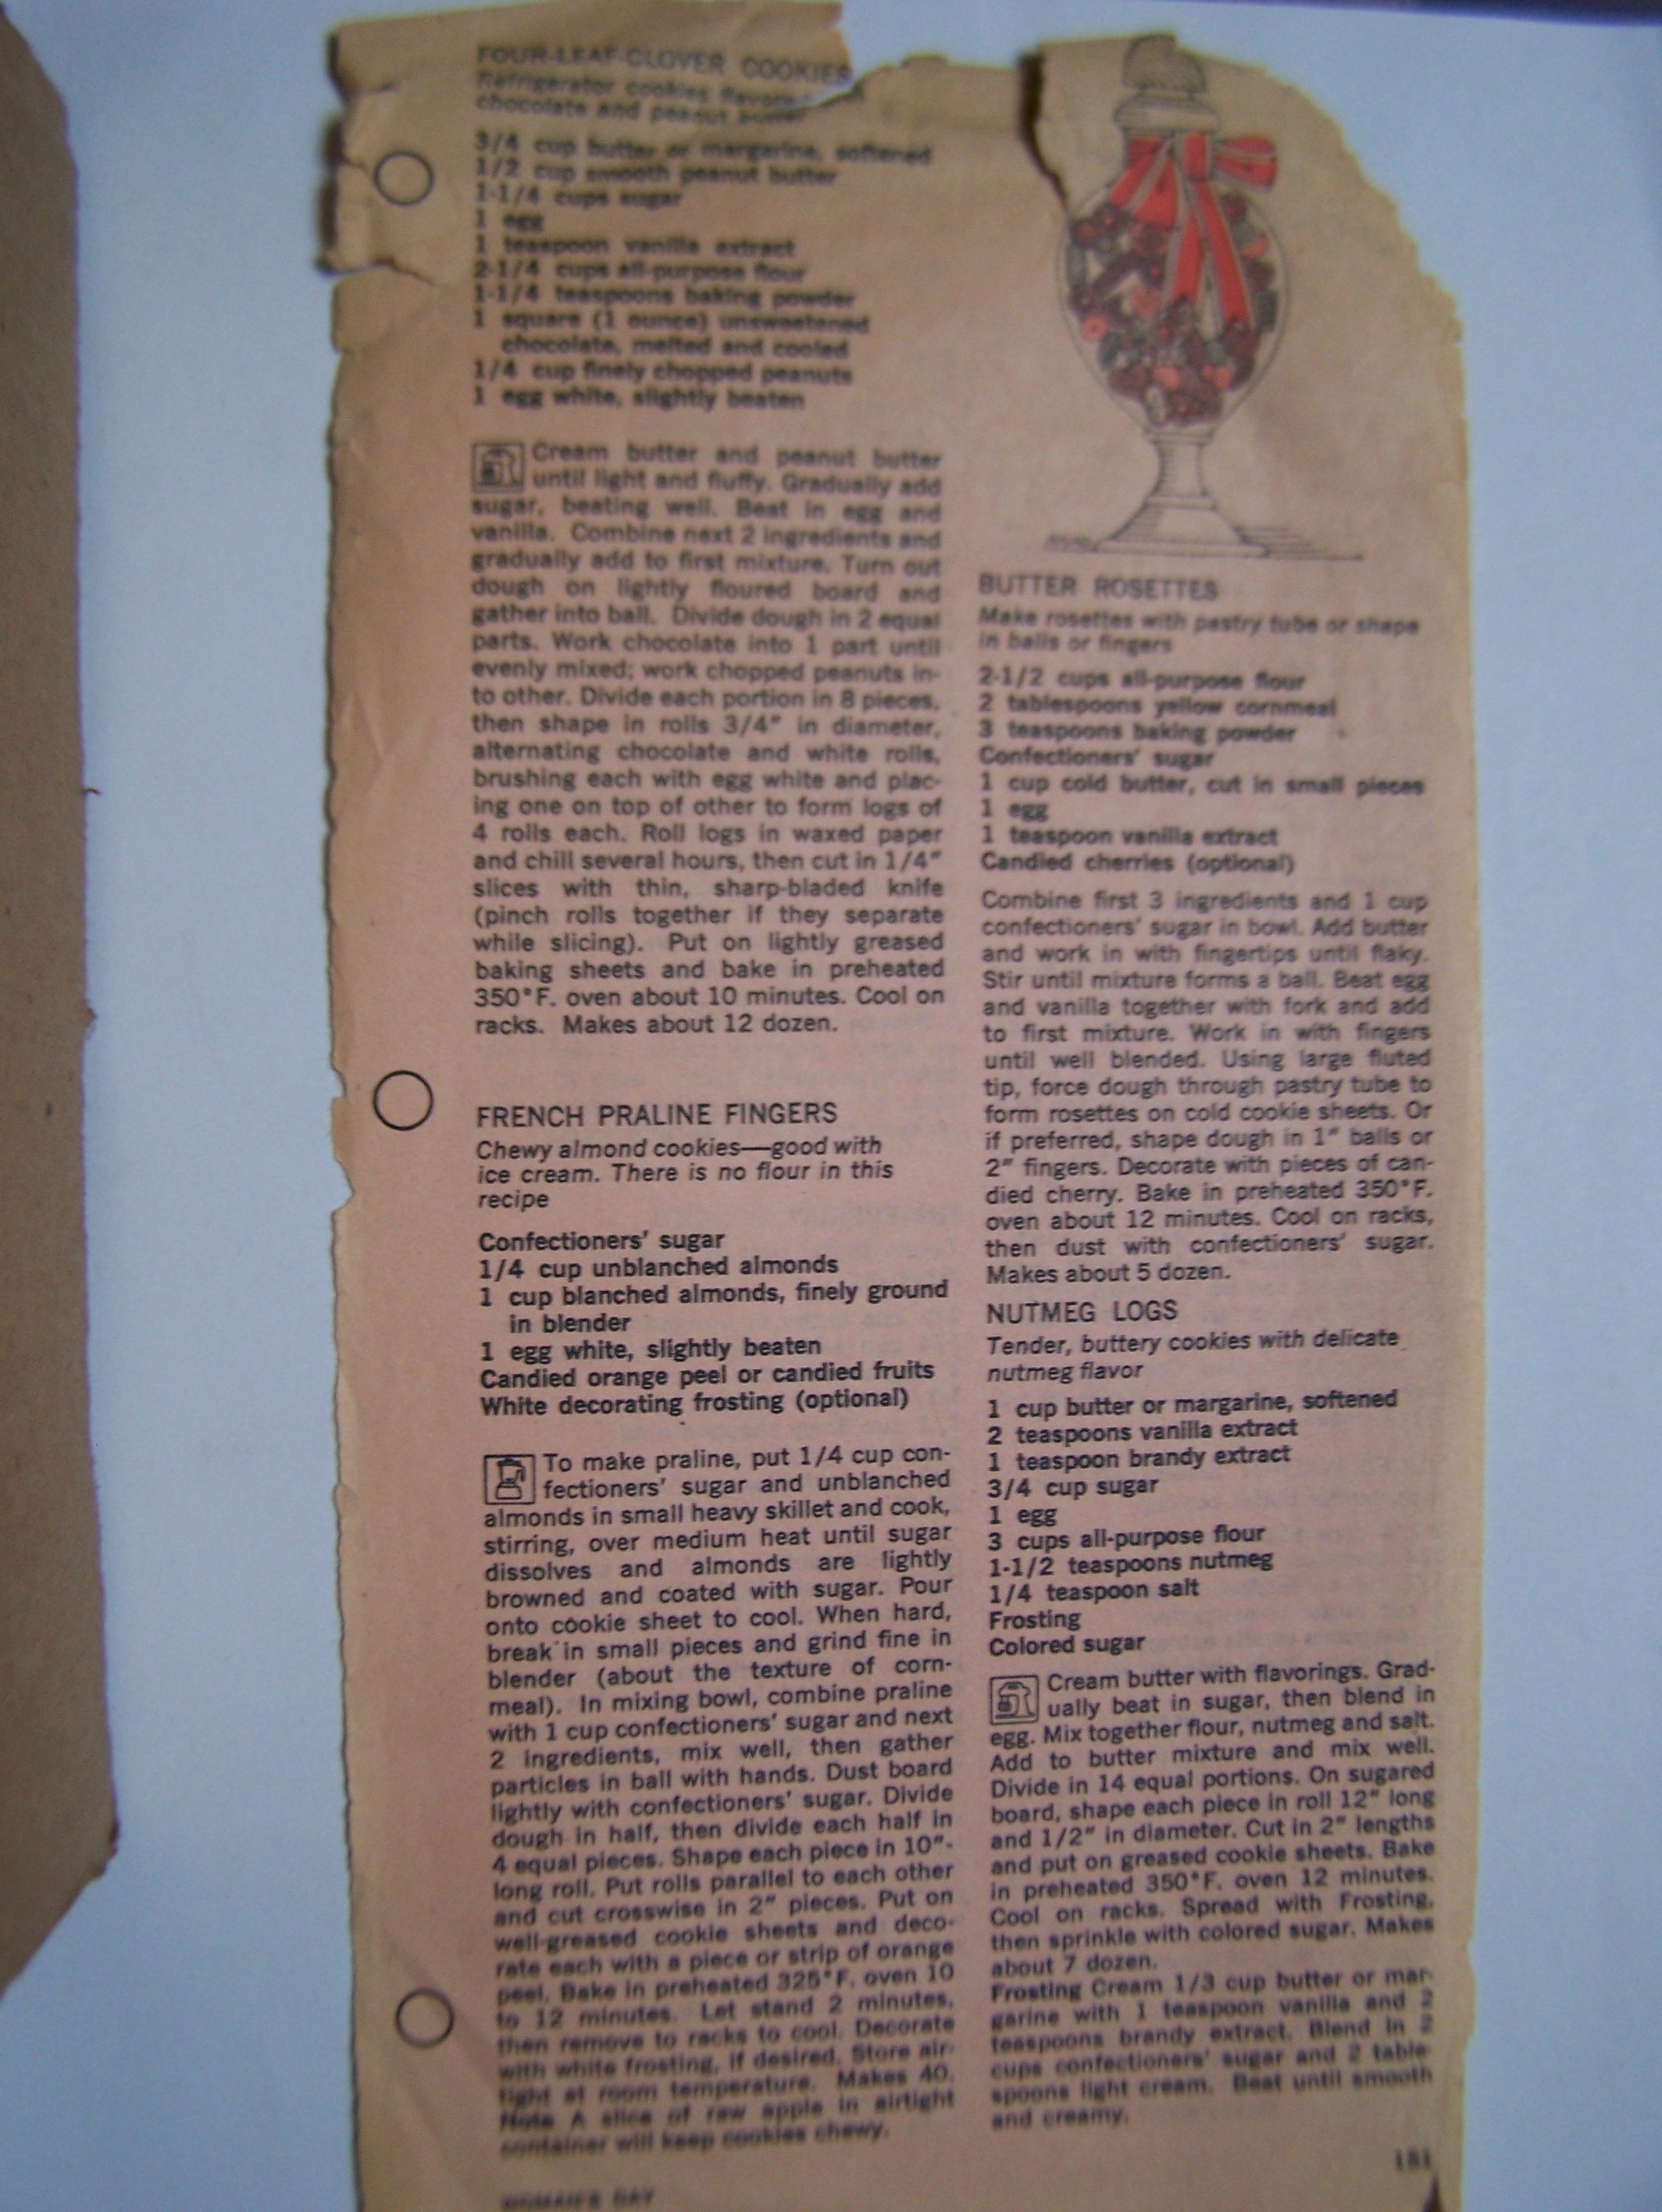 FOUR-LEAF-CLOVER COOKIES
Refrigerator cookies flavored
chocolate and peanut butter
3/4 cup butter or margarine, softened
1/2 cup smooth peanut butter
1-1/4 cups sugar
1 egg
1 teaspoon vanilla extract
2-1/4 cups all-purpose flour
1-1/4 teaspoons baking powder
1 square (1 ounce) unsweetened
chocolate, melted and cooled
1/4 cup finely chopped peanuts
1 egg white, slightly beaten
Cream butter and peanut butter
until light and fluffy. Gradually add
sugar, beating well. Beat in egg and
vanilla. Combine next 2 ingredients and
gradually add to first mixture. Turn out
dough on lightly floured board and
gather into ball. Divide dough in 2 equal
parts. Work chocolate into 1 part until
evenly mixed; work chopped peanuts in-
to other. Divide each portion in 8 pieces,
then shape in rolls 3/4" in diameter,
alternating chocolate and white rolls,
brushing each with egg white and plac-
ing one on top of other to form logs of
4 rolls each. Roll logs in waxed paper
and chill several hours, then cut in 1/4"
slices with thin, sharp-bladed knife
(pinch rolls together if they separate
while slicing). Put on lightly greased
baking sheets and bake in preheated
350°F. oven about 10 minutes. Cool on
racks. Makes about 12 dozen.
FRENCH PRALINE FINGERS
Chewy almond cookies—good with
ice cream. There is no flour in this
recipe
Confectioners' sugar
1/4 cup unblanched almonds
1 cup blanched almonds, finely ground
in blender
1 egg white, slightly beaten
Candied orange peel or candied fruits
White decorating frosting (optional)
To make praline, put 1/4 cup con-
fectioners' sugar and unblanched
almonds in small heavy skillet and cook,
stirring, over medium heat until sugar
dissolves and almonds are lightly
browned and coated with sugar. Pour
onto cookie sheet to cool. When hard,
break in small pieces and grind fine in
blender (about the texture of corn-
meal). In mixing bowl, combine praline
with 1 cup confectioners' sugar and next
2 ingredients, mix well, then gather
particles in ball with hands. Dust board
lightly with confectioners' sugar. Divide
dough in half, then divide each half in
4 equal pieces. Shape each piece in 10"-
long roll. Put rolls parallel to each other
and cut crosswise in 2" pieces. Put on
well-greased cookie sheets and deco-
rate each with a piece or strip of orange
peel. Bake in preheated 325°F. oven 10
to 12 minutes. Let stand 2 minutes,
then remove to racks to cool. Decorate
with white frosting, if desired. Store air-
tight at room temperature. Makes 40.
Note A slice of raw apple in airtight
container will keep cookies chewy.
WOMAN'S DAY
BUTTER ROSETTES
Make rosettes with pastry tube or shape
in balls or fingers
2-1/2 cups all-purpose flour
2 tablespoons yellow cornmeal
3 teaspoons baking powder
Confectioners' sugar
1 cup cold butter, cut in small pieces
1 egg
1 teaspoon vanilla extract
Candied cherries (optional)
Combine first 3 ingredients and 1 cup
confectioners' sugar in bowl. Add butter
and work in with fingertips until flaky.
Stir until mixture forms a ball. Beat egg
and vanilla together with fork and add
to first mixture. Work in with fingers
until well blended. Using large fluted
tip, force dough through pastry tube to
form rosettes on cold cookie sheets. Or
if preferred, shape dough in 1" balls or
2" fingers. Decorate with pieces of can-
died cherry. Bake in preheated 350°F.
oven about 12 minutes. Cool on racks,
then dust with confectioners' sugar.
Makes about 5 dozen.
NUTMEG LOGS
Tender, buttery cookies with delicate
nutmeg flavor
1 cup butter or margarine, softened
2 teaspoons vanilla extract
1 teaspoon brandy extract
3/4 cup sugar
1 egg
3 cups all-purpose flour
1-1/2 teaspoons nutmeg
1/4 teaspoon salt
Frosting
Colored sugar
Cream butter with flavorings. Grad-
ually beat in sugar, then blend in
egg. Mix together flour, nutmeg and salt.
Add to butter mixture and mix well.
Divide in 14 equal portions. On sugared
board, shape each piece in roll 12" long
and 1/2" in diameter. Cut in 2" lengths
and put on greased cookie sheets. Bake
in preheated 350°F. oven 12 minutes.
Cool on racks. Spread with Frosting,
then sprinkle with colored sugar. Makes
about 7 dozen.
Frosting Cream 1/3 cup butter or mar-
garine with 1 teaspoon vanilla and 2
teaspoons brandy extract. Blend in 2
cups confectioners' sugar and 2 table-
spoons light cream. Beat until smooth
and creamy.
151